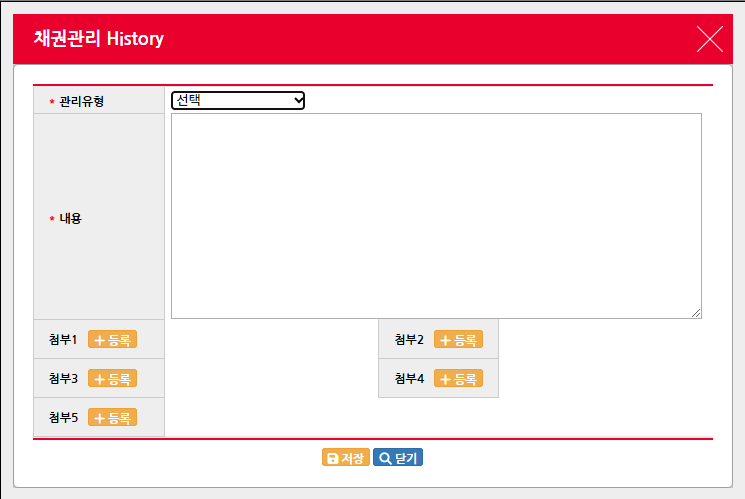 채권관리 History
* 관리유형 선택
* 내용
첨부1 + 등록 첨부2 + 등록
첨부3 + 등록 첨부4 + 등록
첨부5 + 등록
저장 닫기